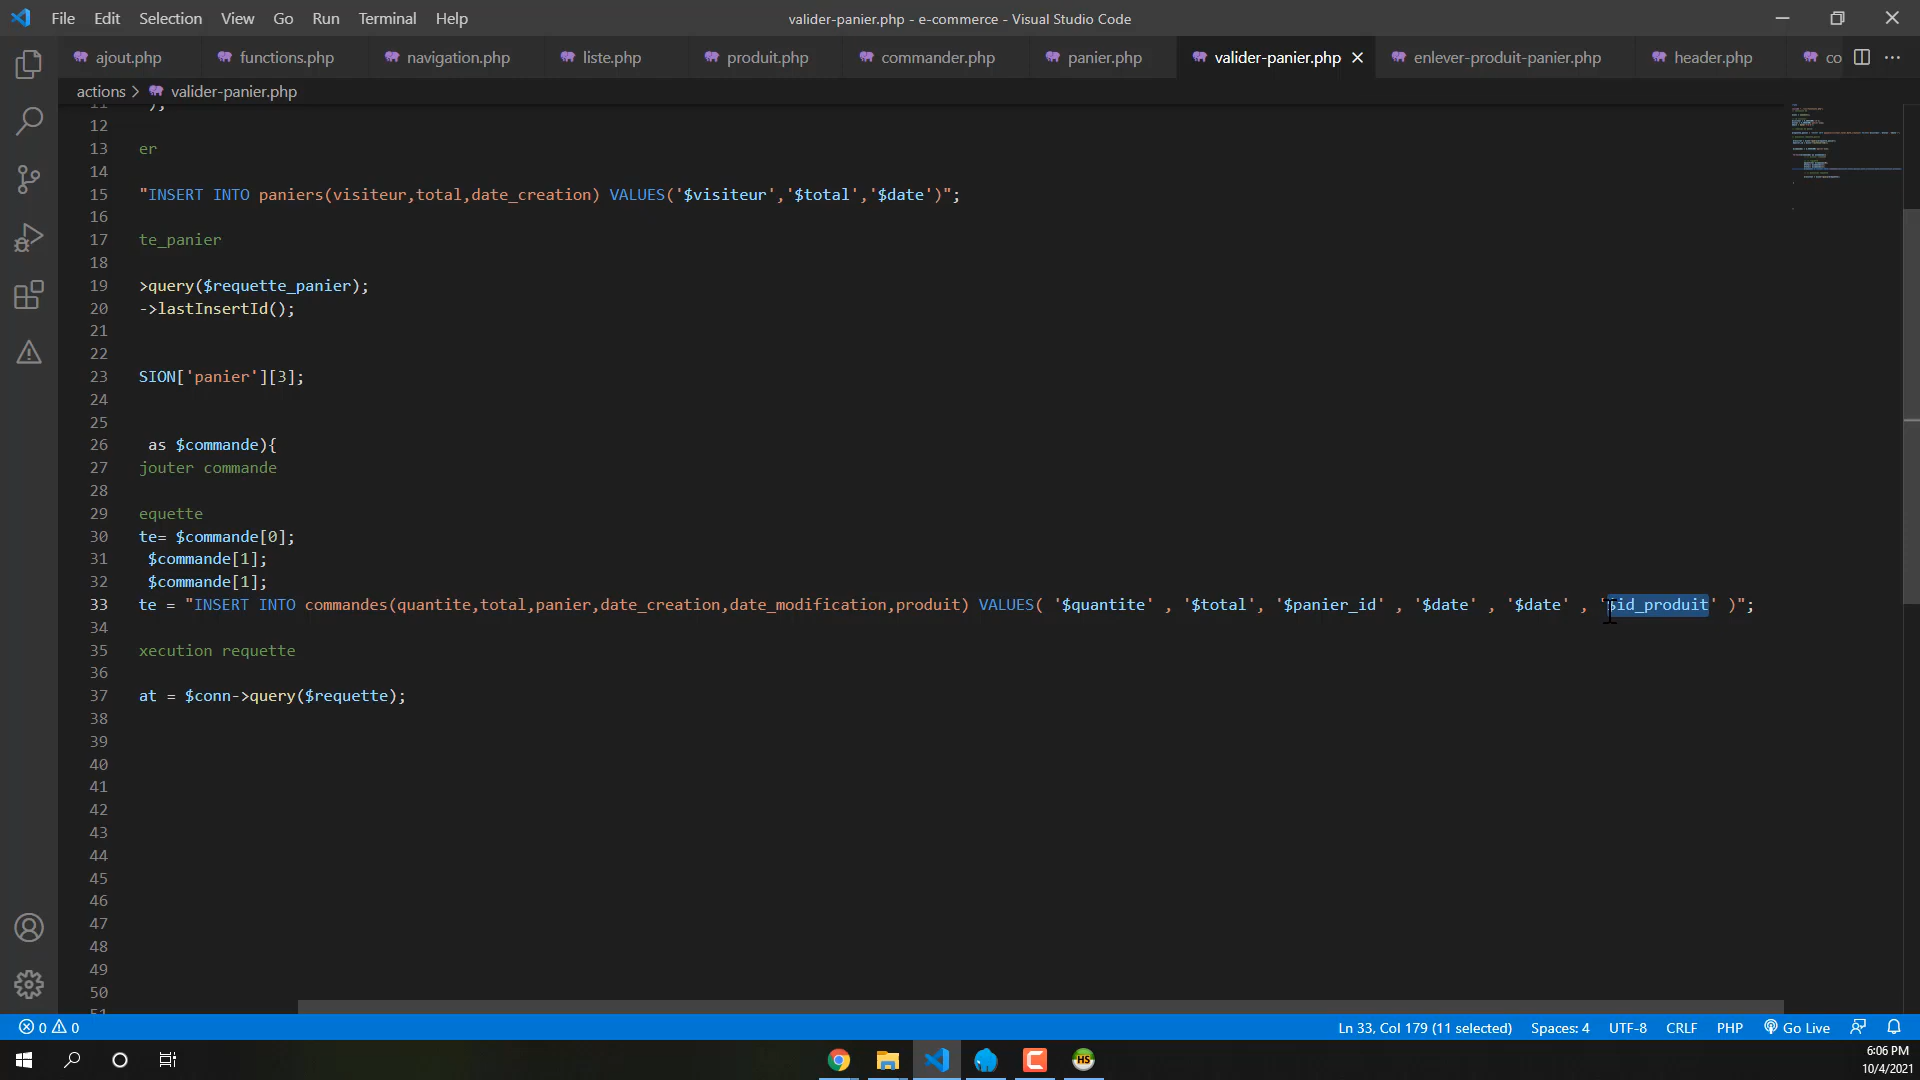 File Edit Selection View Go Run Terminal Help
valider-panier.php - e-commerce - Visual Studio Code
ajout.php functions.php navigation.php liste.php produit.php commander.php panier.php valider-panier.php enlever-produit-panier.php header.php co
actions > valider-panier.php
11 );
12
13 er
14
15 "INSERT INTO paniers(visiteur,total,date_creation) VALUES('$visiteur','$total','$date')";
16
17 te_panier
18
19 >query($requette_panier);
20 ->lastInsertId();
21
22
23 SION['panier'][3];
24
25
26 as $commande){
27 jouter commande
28
29 equette
30 te= $commande[0];
31 $commande[1];
32 $commande[1];
33 te = "INSERT INTO commandes(quantite,total,panier,date_creation,date_modification,produit) VALUES( '$quantite' , '$total', '$panier_id' , '$date' , '$date' , '$id_produit' )";
34
35 xecution requette
36
37 at = $conn->query($requette);
38
39
40
41
42
43
44
45
46
47
48
49
50
51
0 0 Ln 33, Col 179 (11 selected) Spaces: 4 UTF-8 CRLF PHP Go Live
HS
6:06 PM
10/4/2021